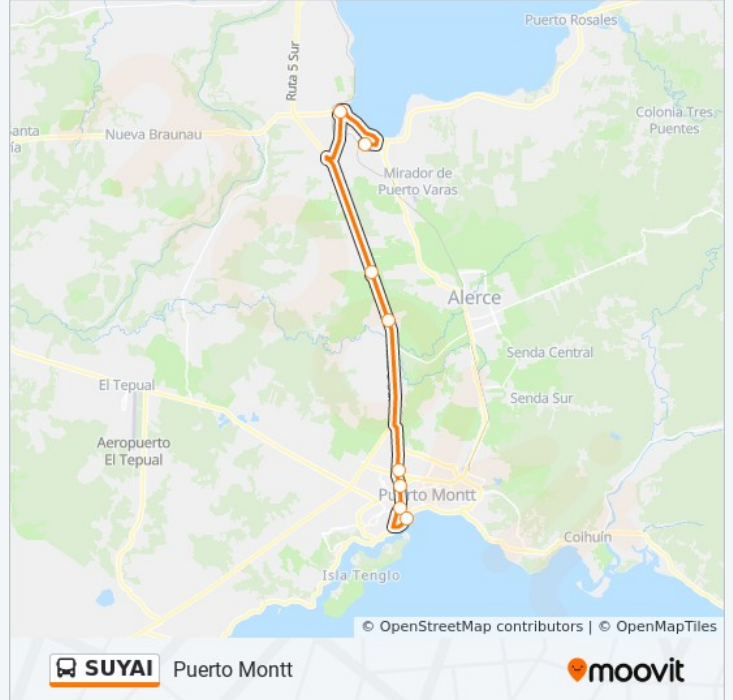 Puerto Rosales
Ruta 5 Sur
Colonia Tres
Puentes
anta
ía
Nueva Braunau
Mirador de
Puerto Varas
Alerce
Senda Central
El Tepual
Senda Sur
Aeropuerto
El Tepual
Puerto Montt
Coihuín
Isla Tenglo
© OpenStreetMap contributors | © OpenMapTiles
SUYAI
Puerto Montt
moovit